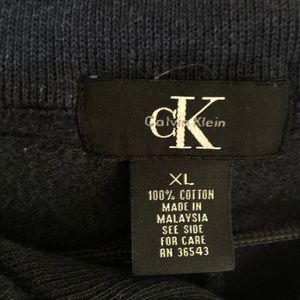 cK
Calvin Klein
XL
100% COTTON
MADE IN
MALAYSIA
SEE SIDE
FOR CARE
RN 36543